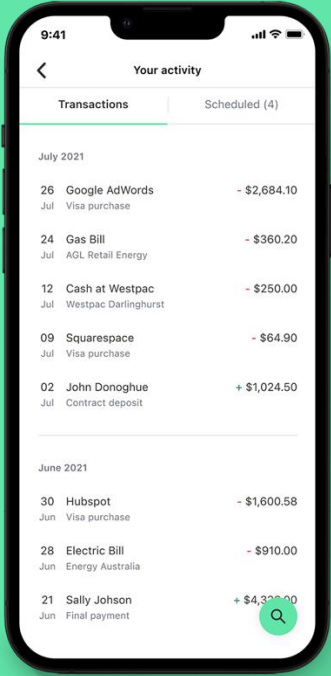 9:41
Your activity
Transactions Scheduled (4)
July 2021
26 Google AdWords - $2,684.10
Jul Visa purchase
24 Gas Bill - $360.20
Jul AGL Retail Energy
12 Cash at Westpac - $250.00
Jul Westpac Darlinghurst
09 Squarespace - $64.90
Jul Visa purchase
02 John Donoghue + $1,024.50
Jul Contract deposit
June 2021
30 Hubspot - $1,600.58
Jun Visa purchase
28 Electric Bill - $910.00
Jun Energy Australia
21 Sally Johson
Jun Final payment